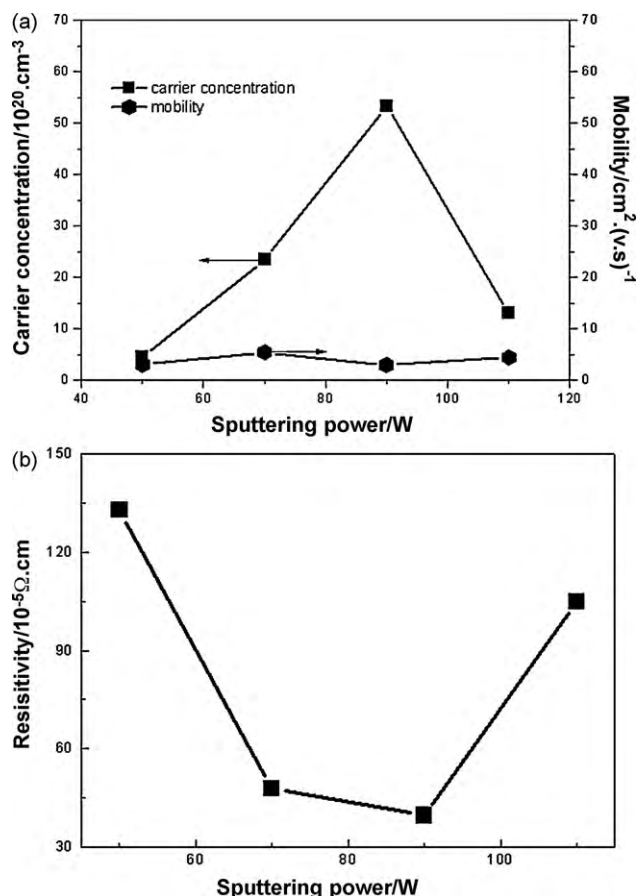 (a)
70
60
50
40
30
20
10
0
Carrier concentration/10²⁰.cm⁻³
carrier concentration
mobility
70
60
50
40
30
20
10
0
Mobility/cm².(v.s)⁻¹
40 60 80 100 120
Sputtering power/W
(b)
150
120
90
60
30
Resisitivity/10⁻⁵Ω.cm
60 80 100
Sputtering power/W